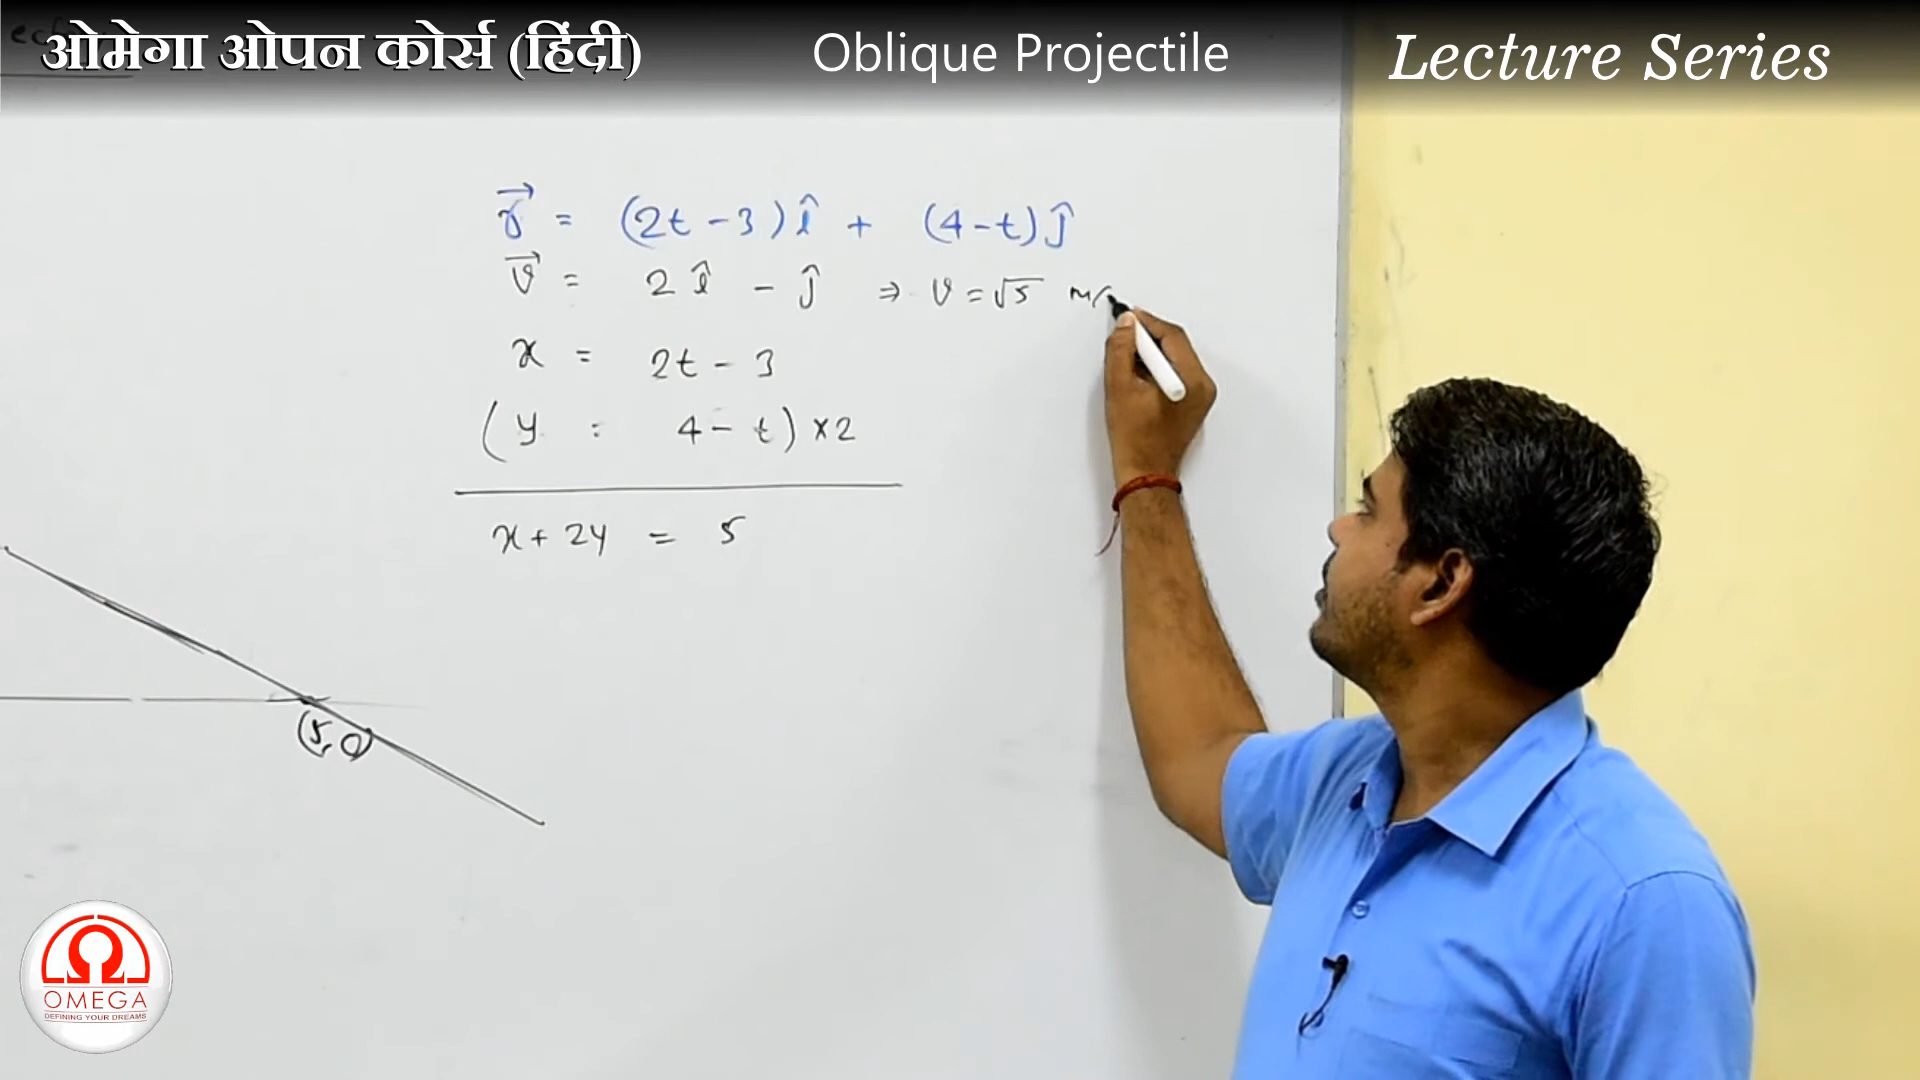 ओमेगा ओपन कोर्स (हिंदी) Oblique Projectile Lecture Series
r⃗ = (2t - 3) î + (4 - t) ĵ
v⃗ = 2 î - ĵ ⇒ v = √5 m/s
x = 2t - 3
(y = 4 - t) × 2
x + 2y = 5
(5, 0)
OMEGA
DEFINING YOUR DREAMS